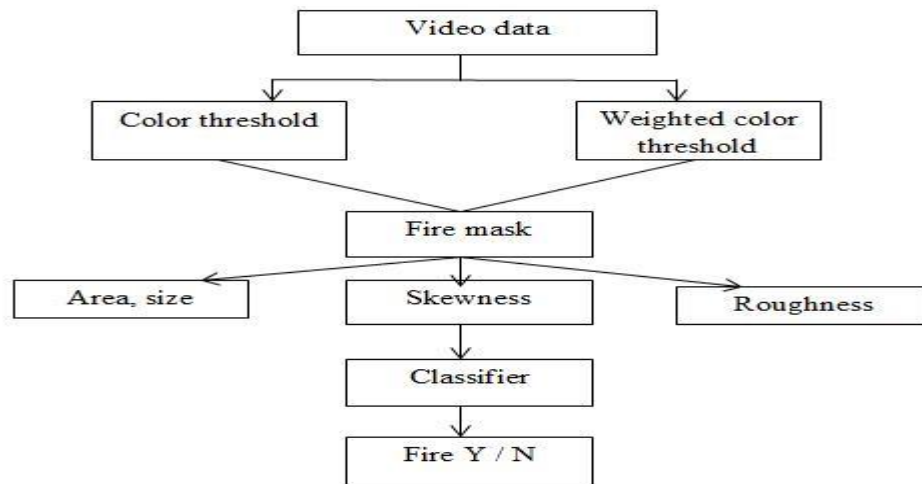 Video data
Color threshold
Weighted color
threshold
Fire mask
Area, size
Skewness
Roughness
Classifier
Fire Y / N